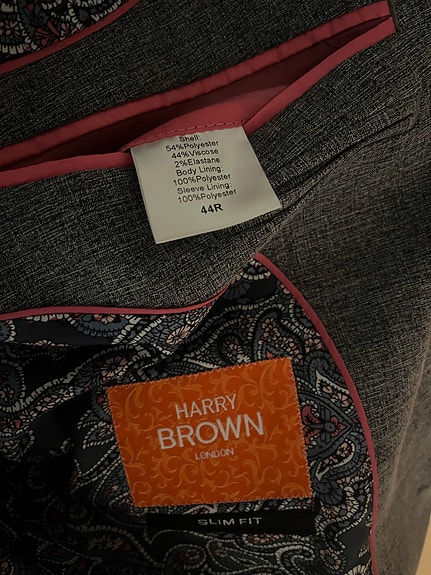 Shell:
54%Polyester
44%Viscose
2%Elastane
Body Lining:
100%Polyester
Sleeve Lining:
100%Polyester
44R
HARRY
BROWN
LONDON
SLIM FIT